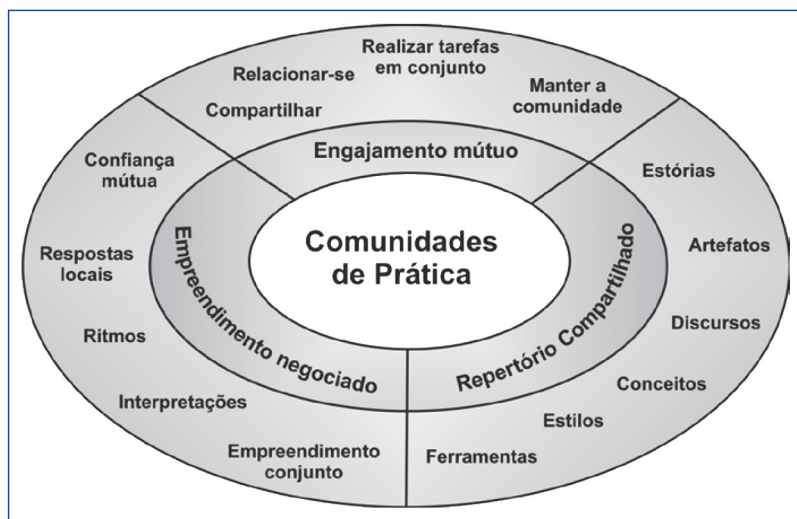 Realizar tarefas
em conjunto
Relacionar-se
Compartilhar
Manter a
comunidade
Engajamento mútuo
Confiança
mútua
Respostas
locais
Ritmos
Interpretações
Empreendimento
conjunto
Empreendimento negociado
Comunidades
de Prática
Repertório Compartilhado
Estórias
Artefatos
Discursos
Conceitos
Estilos
Ferramentas